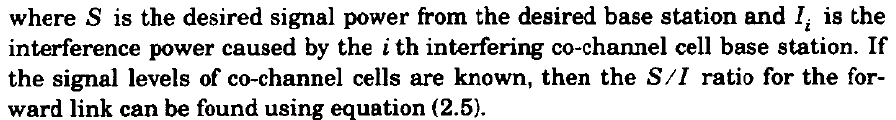 where S is the desired signal power from the desired base station and I_i is the
interference power caused by the i th interfering co-channel cell base station. If
the signal levels of co-channel cells are known, then the S/I ratio for the for-
ward link can be found using equation (2.5).